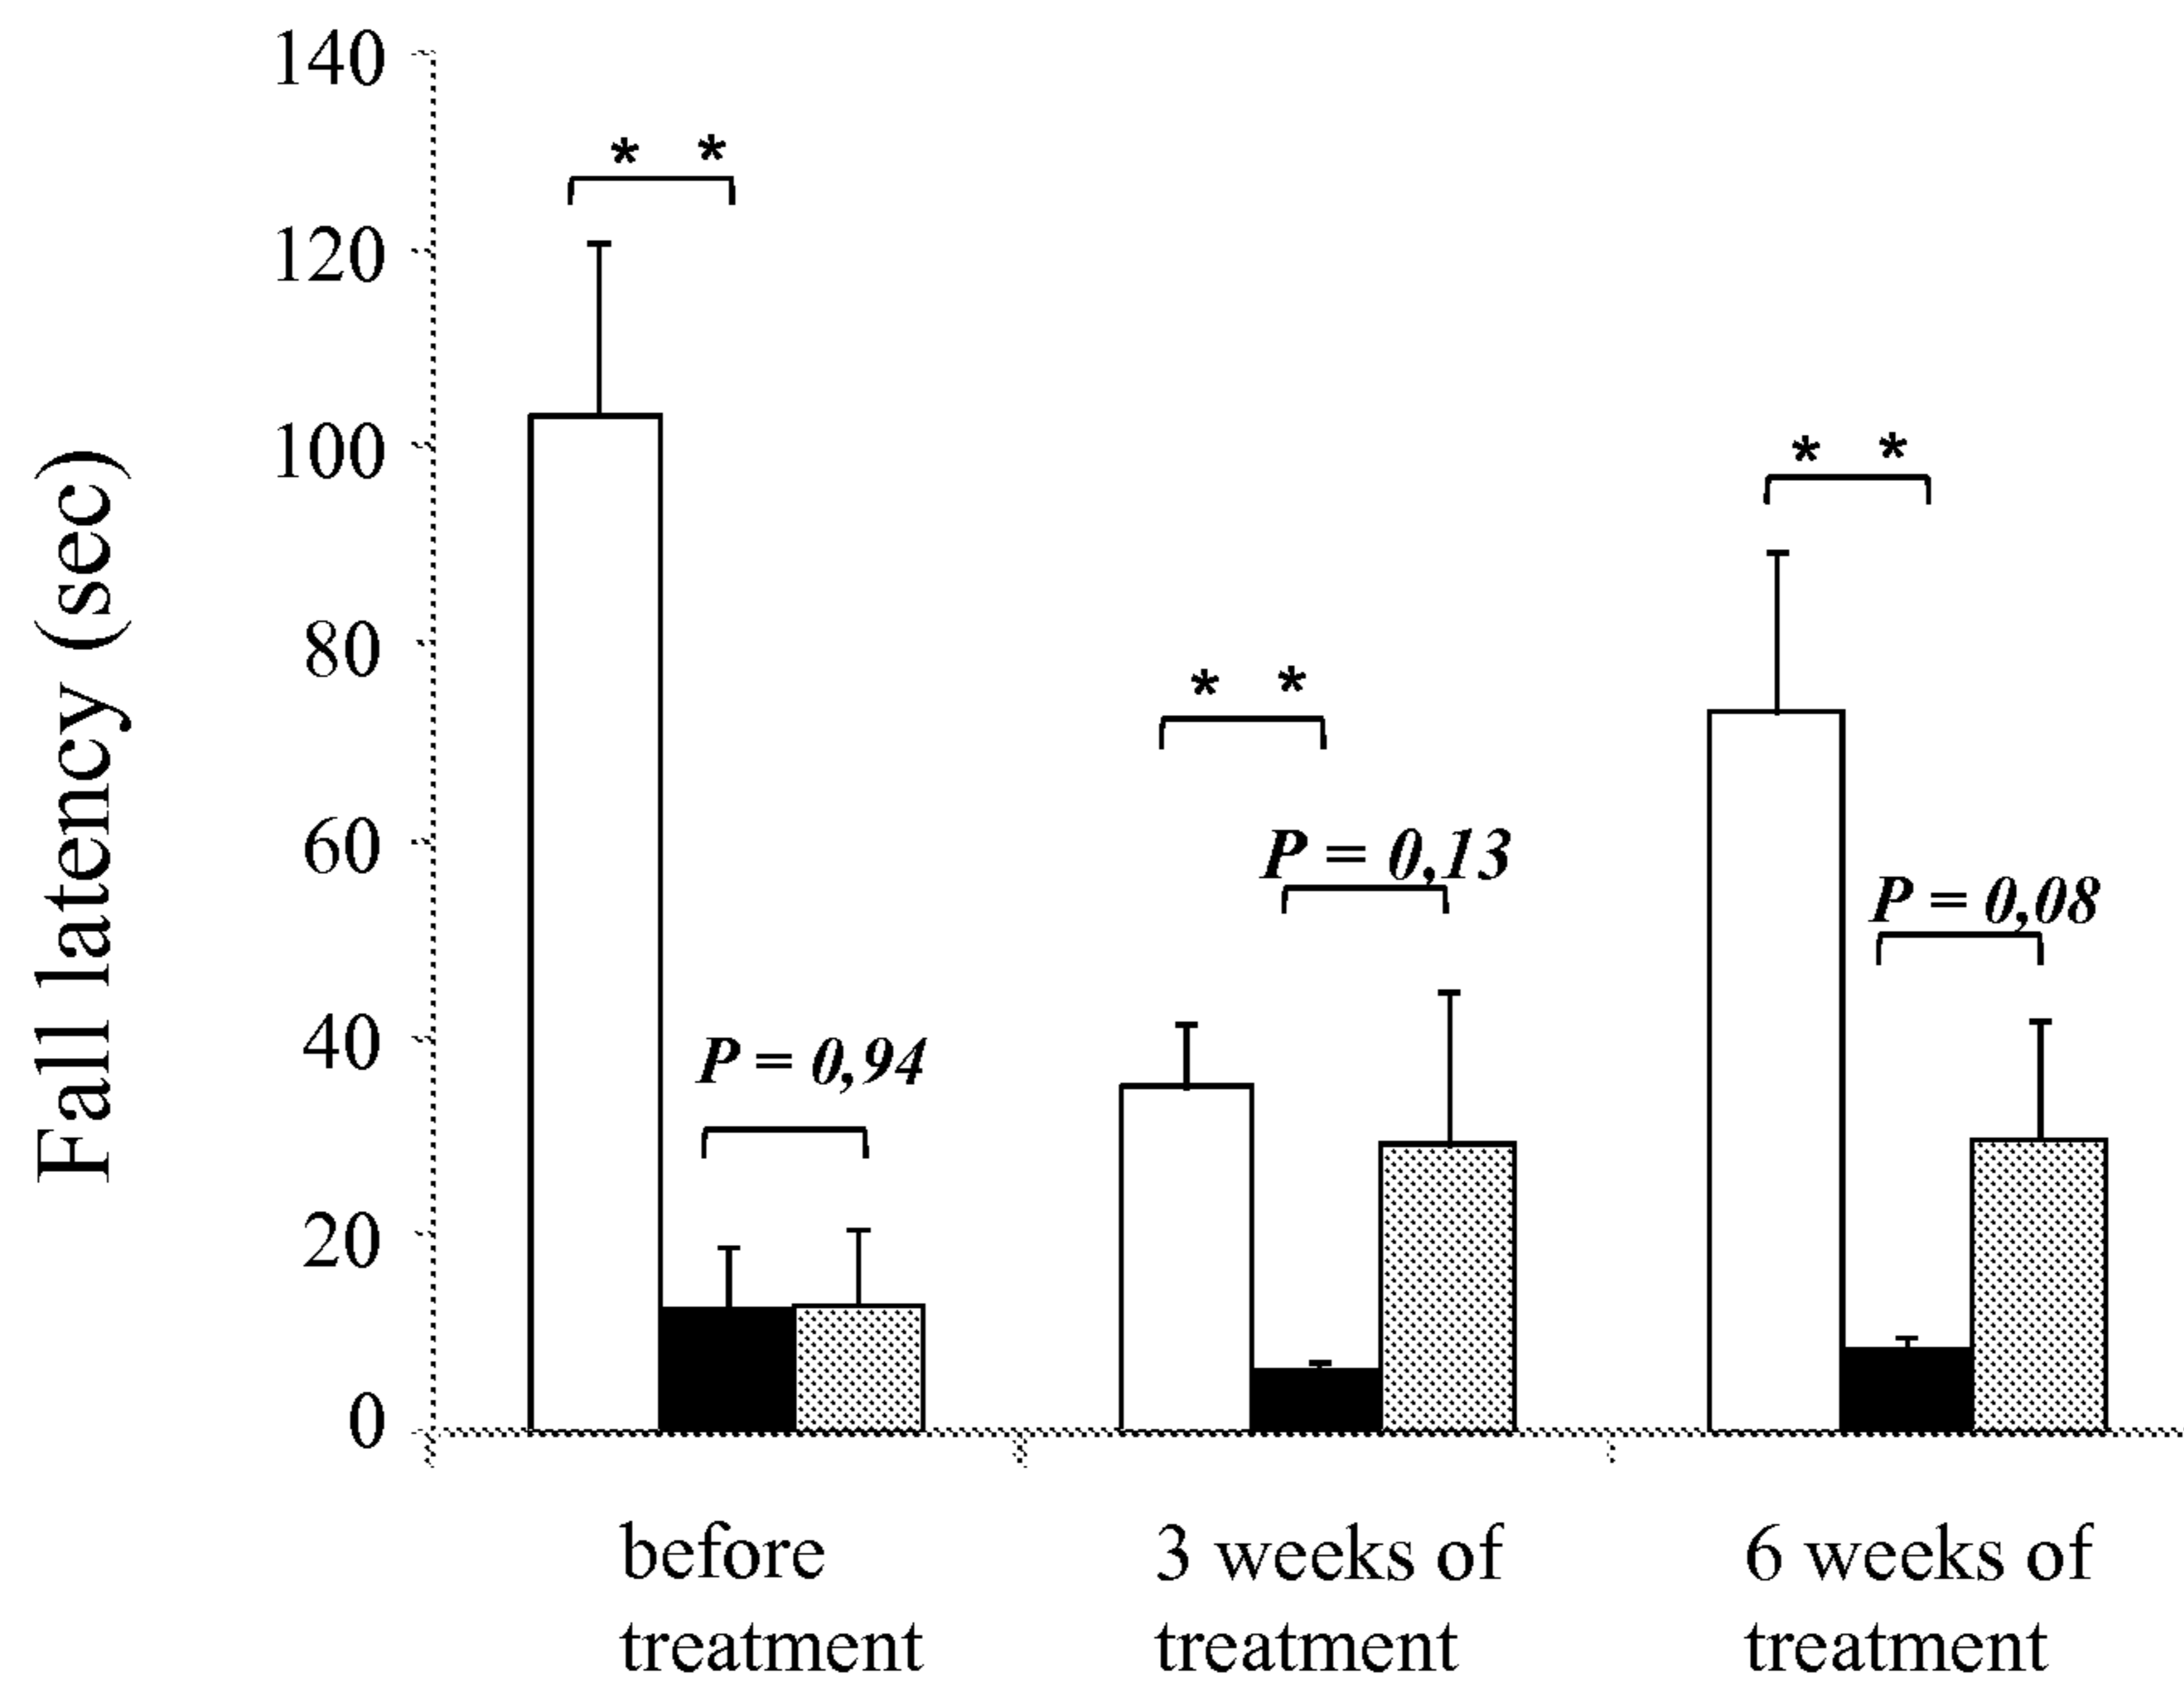 Fall latency (sec)
140
120
100
80
60
40
20
0
* *
P = 0,94
* *
P = 0,13
* *
P = 0,08
before
treatment
3 weeks of
treatment
6 weeks of
treatment